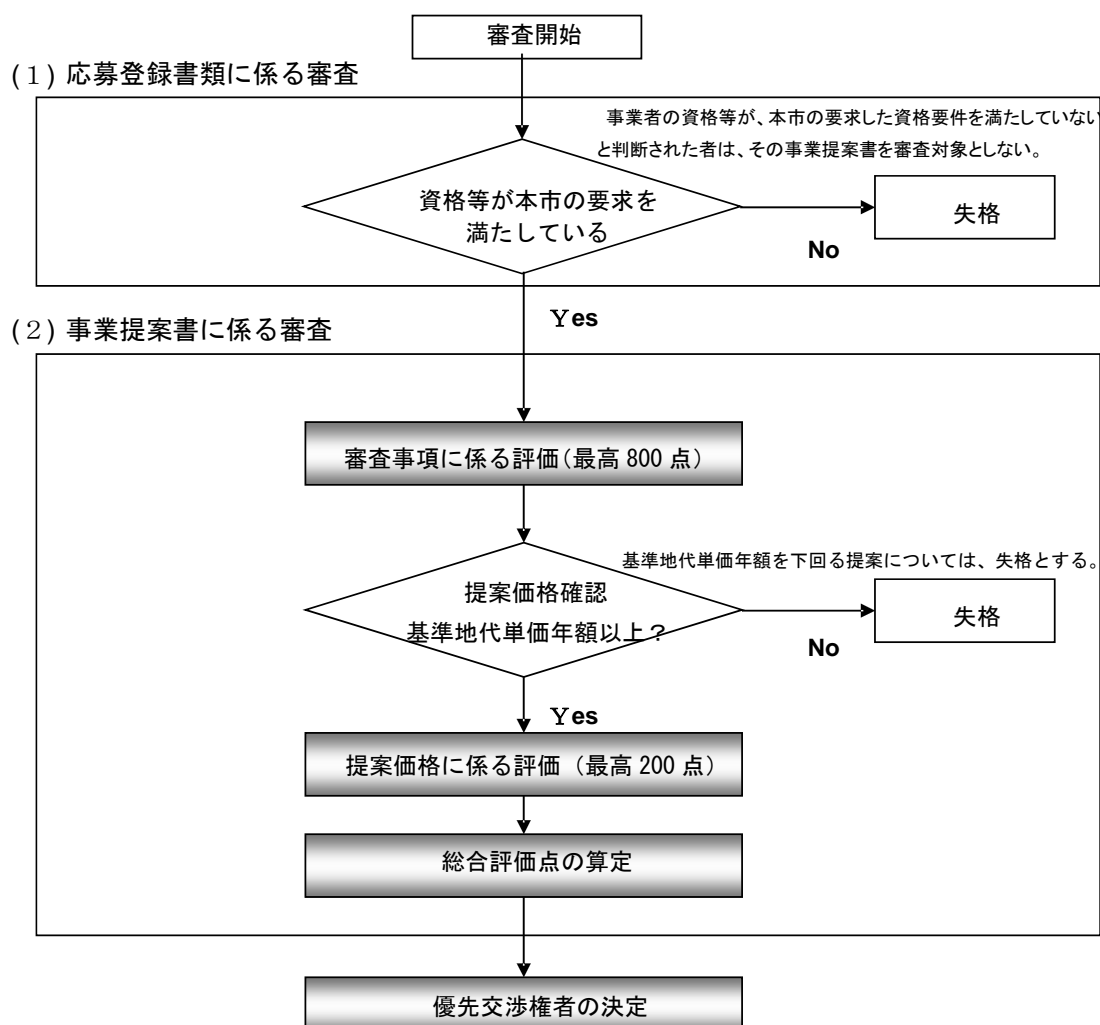 審査開始
(1) 応募登録書類に係る審査
事業者の資格等が、本市の要求した資格要件を満たしていない
と判断された者は、その事業提案書を審査対象としない。
資格等が本市の要求を
満たしている
失格
No
Yes
(2) 事業提案書に係る審査
審査事項に係る評価(最高 800 点)
基準地代単価年額を下回る提案については、失格とする。
提案価格確認
基準地代単価年額以上?
失格
No
Yes
提案価格に係る評価 (最高 200 点)
総合評価点の算定
優先交渉権者の決定